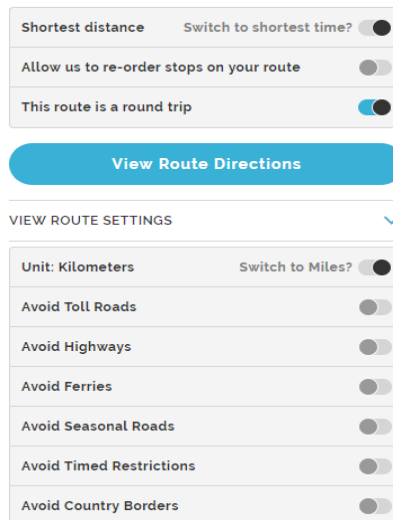 Shortest distance Switch to shortest time?
Allow us to re-order stops on your route
This route is a round trip
View Route Directions
VIEW ROUTE SETTINGS
Unit: Kilometers Switch to Miles?
Avoid Toll Roads
Avoid Highways
Avoid Ferries
Avoid Seasonal Roads
Avoid Timed Restrictions
Avoid Country Borders